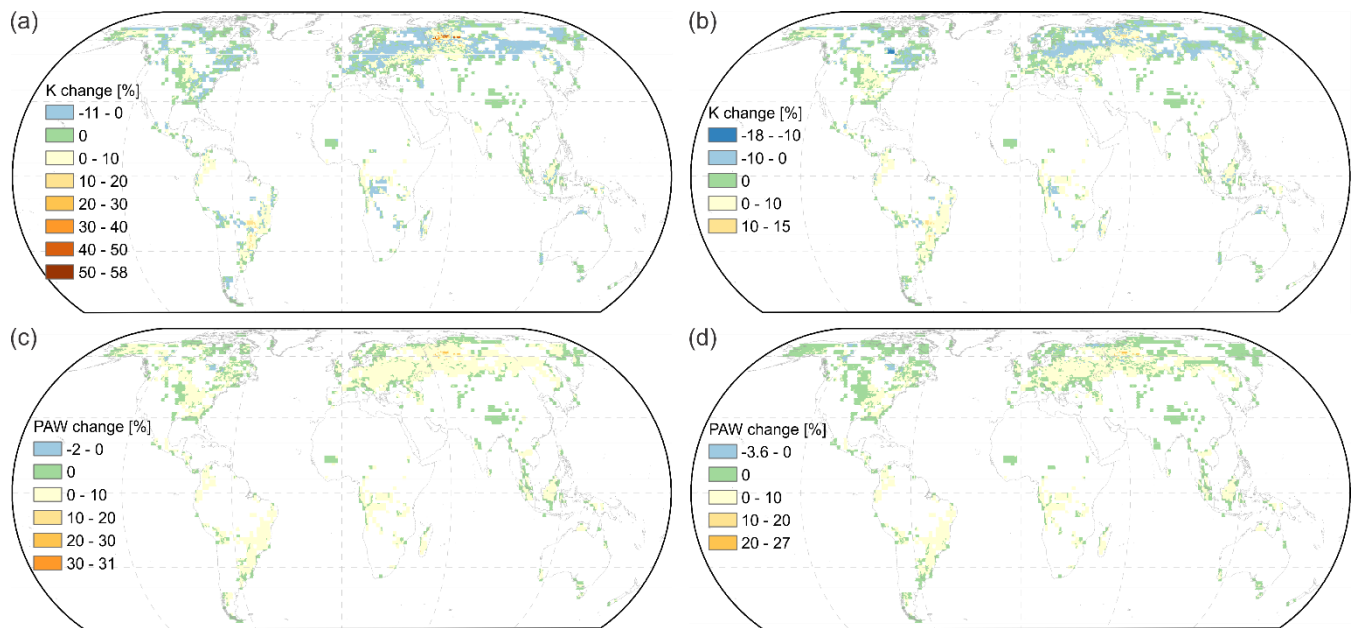 (a)
K change [%]
-11 - 0
0
0 - 10
10 - 20
20 - 30
30 - 40
40 - 50
50 - 58
(b)
K change [%]
-18 - -10
-10 - 0
0
0 - 10
10 - 15
(c)
PAW change [%]
-2 - 0
0
0 - 10
10 - 20
20 - 30
30 - 31
(d)
PAW change [%]
-3.6 - 0
0
0 - 10
10 - 20
20 - 27